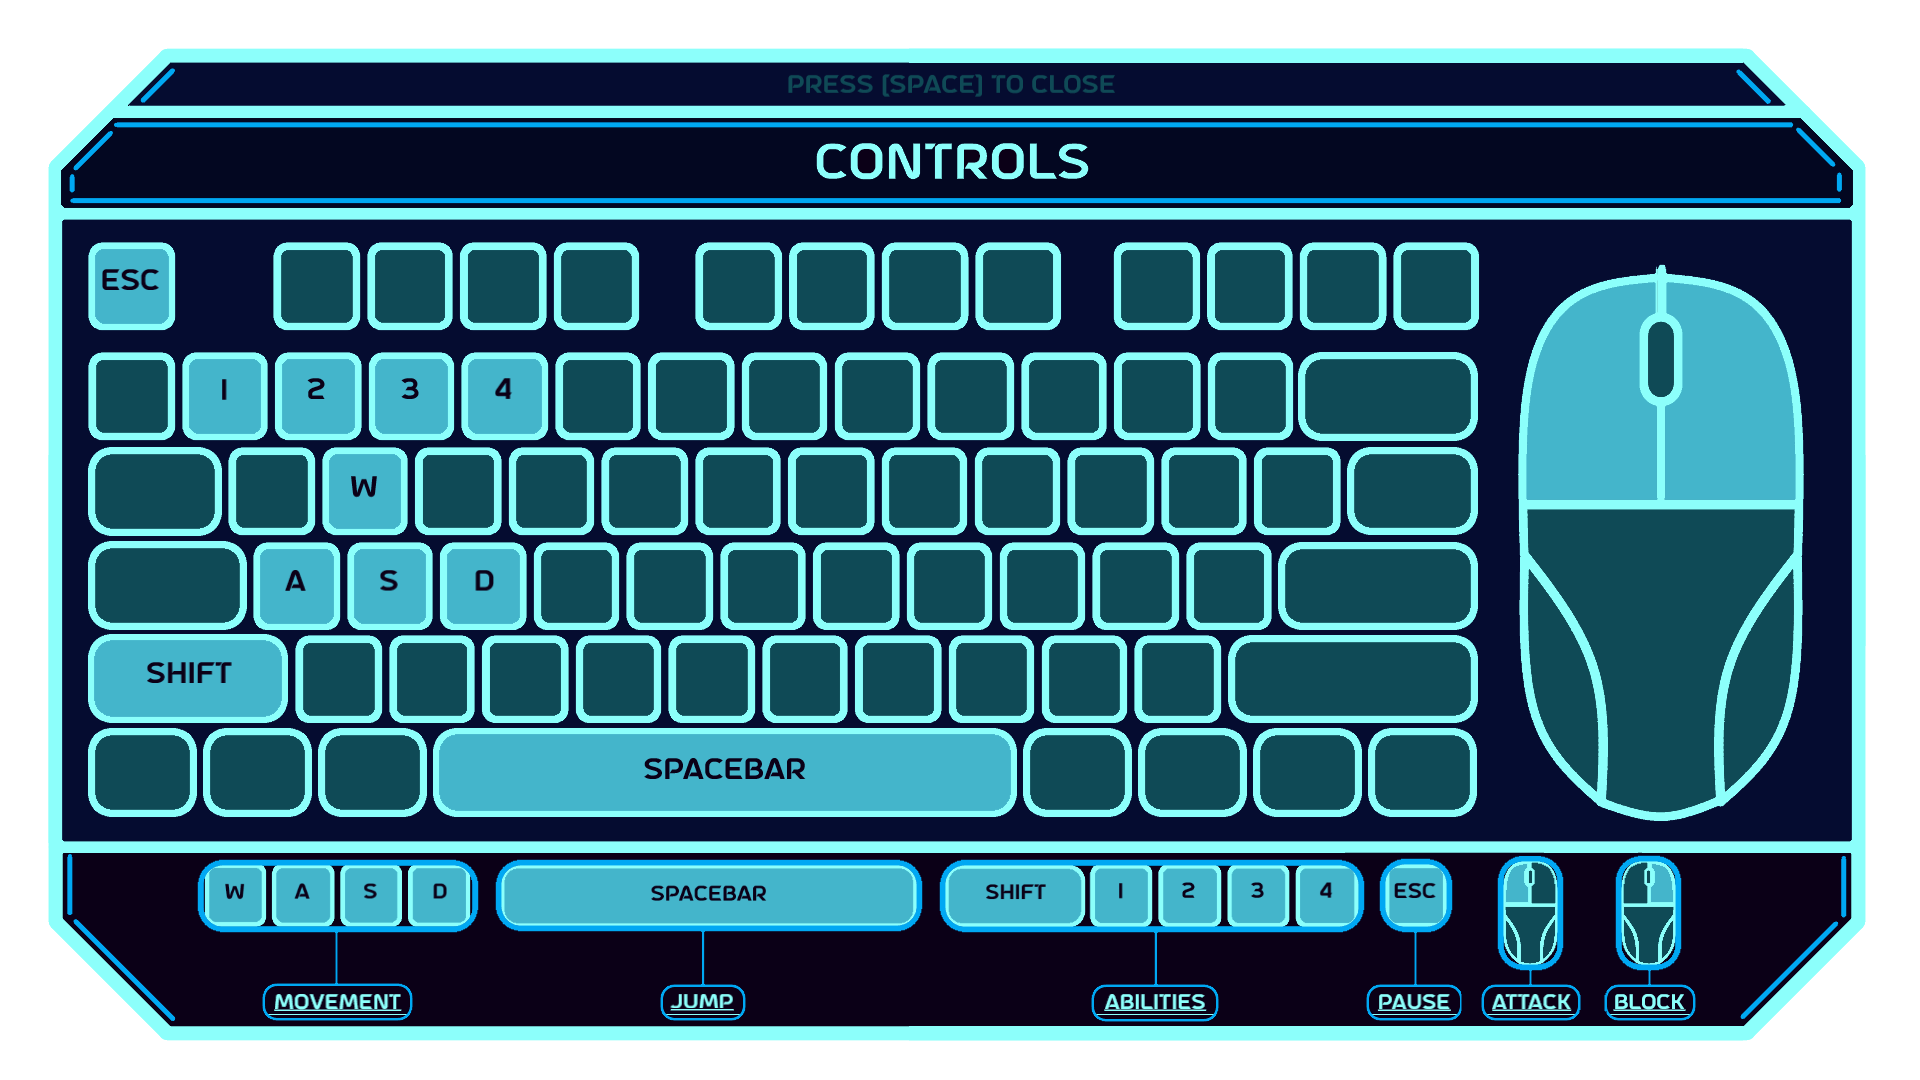 PRESS [SPACE] TO CLOSE
CONTROLS
ESC
1 2 3 4
W
A S D
SHIFT
SPACEBAR
W A S D SPACEBAR SHIFT 1 2 3 4 ESC
MOVEMENT JUMP ABILITIES PAUSE ATTACK BLOCK